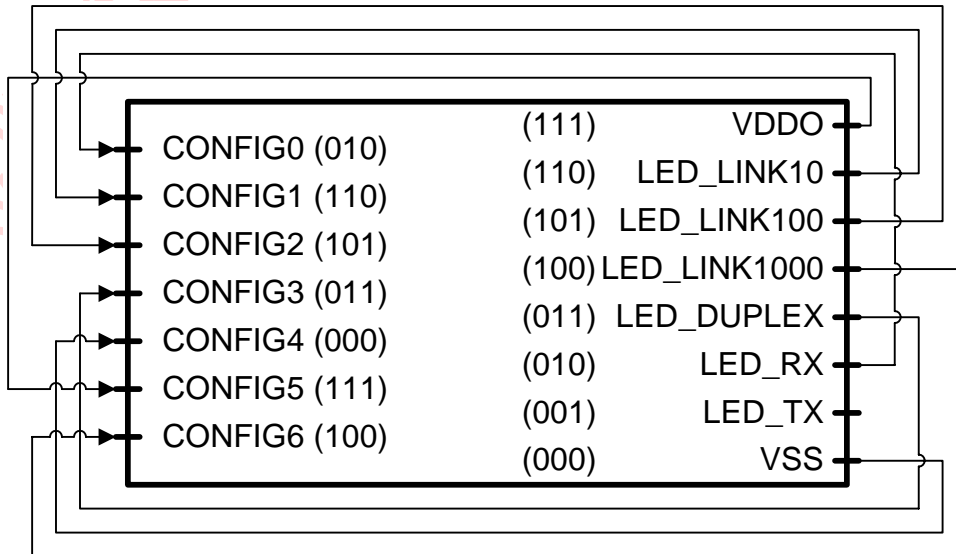 CONFIG0 (010)
CONFIG1 (110)
CONFIG2 (101)
CONFIG3 (011)
CONFIG4 (000)
CONFIG5 (111)
CONFIG6 (100)
(111) VDDO
(110) LED_LINK10
(101) LED_LINK100
(100) LED_LINK1000
(011) LED_DUPLEX
(010) LED_RX
(001) LED_TX
(000) VSS